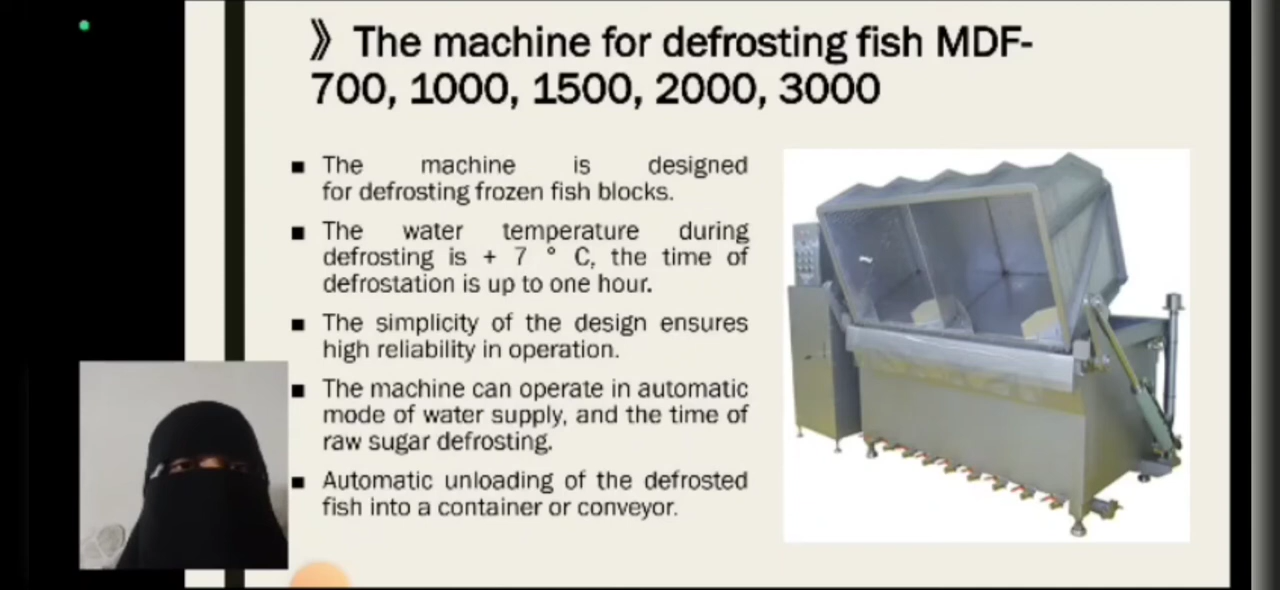 》The machine for defrosting fish MDF-
700, 1000, 1500, 2000, 3000
■ The machine is designed
for defrosting frozen fish blocks.
■ The water temperature during
defrosting is + 7 ° C, the time of
defrostation is up to one hour.
■ The simplicity of the design ensures
high reliability in operation.
■ The machine can operate in automatic
mode of water supply, and the time of
raw sugar defrosting.
■ Automatic unloading of the defrosted
fish into a container or conveyor.